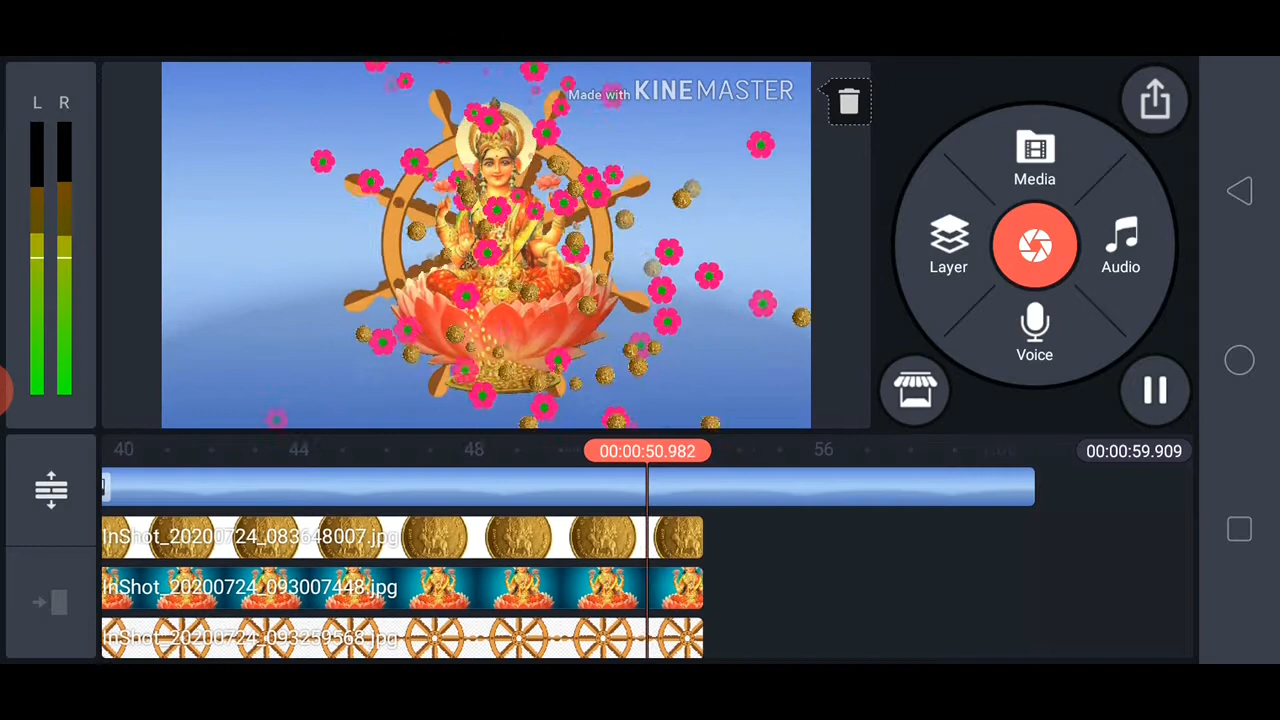 L R
Made with KINEMASTER
Media
Layer
Audio
Voice
40
44
48
00:00:50.982
56
00:00:59.909
InShot_20200724_083648007.jpg
InShot_20200724_093007448.jpg
InShot_20200724_093259568.jpg